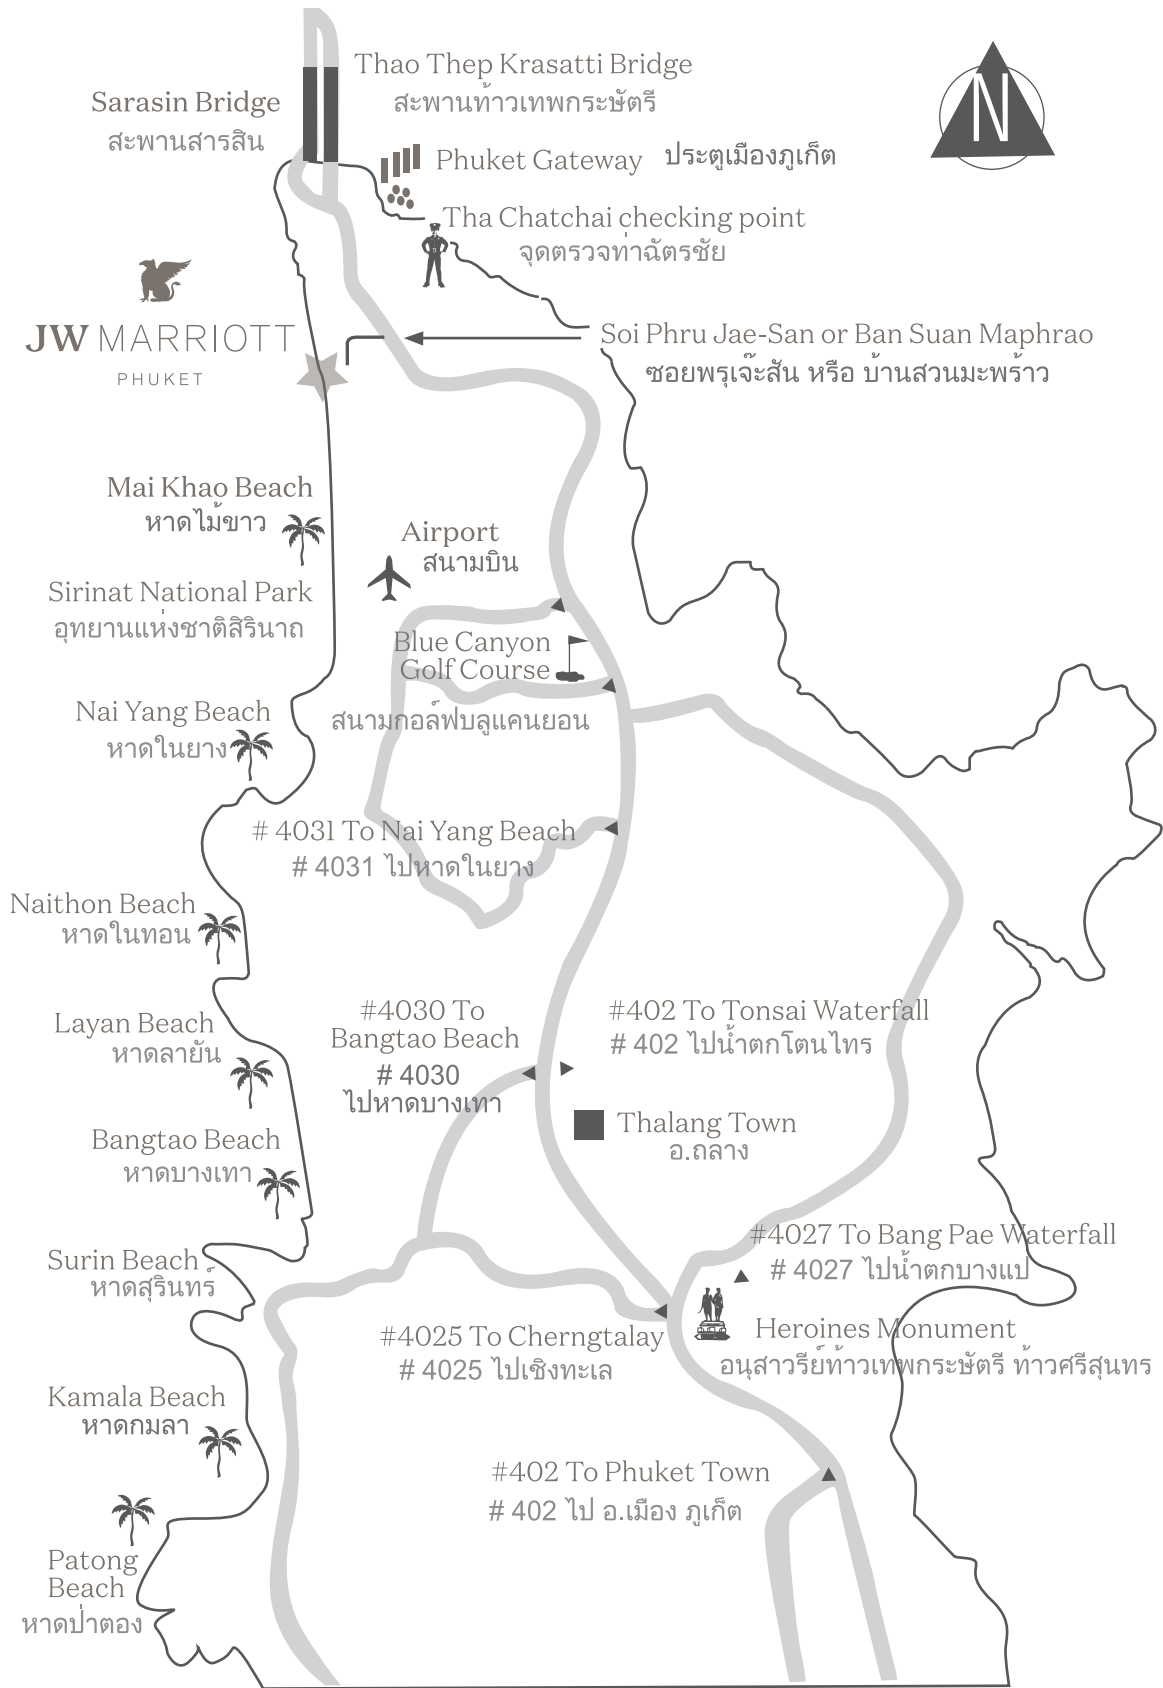 Thao Thep Krasatti Bridge
สะพานท้าวเทพกระษัตรี
N
Sarasin Bridge
สะพานสารสิน
Phuket Gateway ประตูเมืองภูเก็ต
Tha Chatchai checking point
จุดตรวจท่าฉัตรชัย
JW MARRIOTT
PHUKET
Soi Phru Jae-San or Ban Suan Maphrao
ซอยพรุเจ๊ะสัน หรือ บ้านสวนมะพร้าว
Mai Khao Beach
หาดไม้ขาว
Airport
สนามบิน
Sirinat National Park
อุทยานแห่งชาติสิรินาถ
Blue Canyon
Golf Course
สนามกอล์ฟบลูแคนยอน
Nai Yang Beach
หาดในยาง
# 4031 To Nai Yang Beach
# 4031 ไปหาดในยาง
Naithon Beach
หาดในทอน
#4030 To
Bangtao Beach
# 4030
ไปหาดบางเทา
#402 To Tonsai Waterfall
# 402 ไปน้ำตกโตนไทร
Layan Beach
หาดลายัน
Thalang Town
อ.ถลาง
Bangtao Beach
หาดบางเทา
#4027 To Bang Pae Waterfall
# 4027 ไปน้ำตกบางแป
Surin Beach
หาดสุรินทร์
#4025 To Cherngtalay
# 4025 ไปเชิงทะเล
Heroines Monument
อนุสาวรีย์ท้าวเทพกระษัตรี ท้าวศรีสุนทร
Kamala Beach
หาดกมลา
#402 To Phuket Town
# 402 ไป อ.เมือง ภูเก็ต
Patong
Beach
หาดป่าตอง